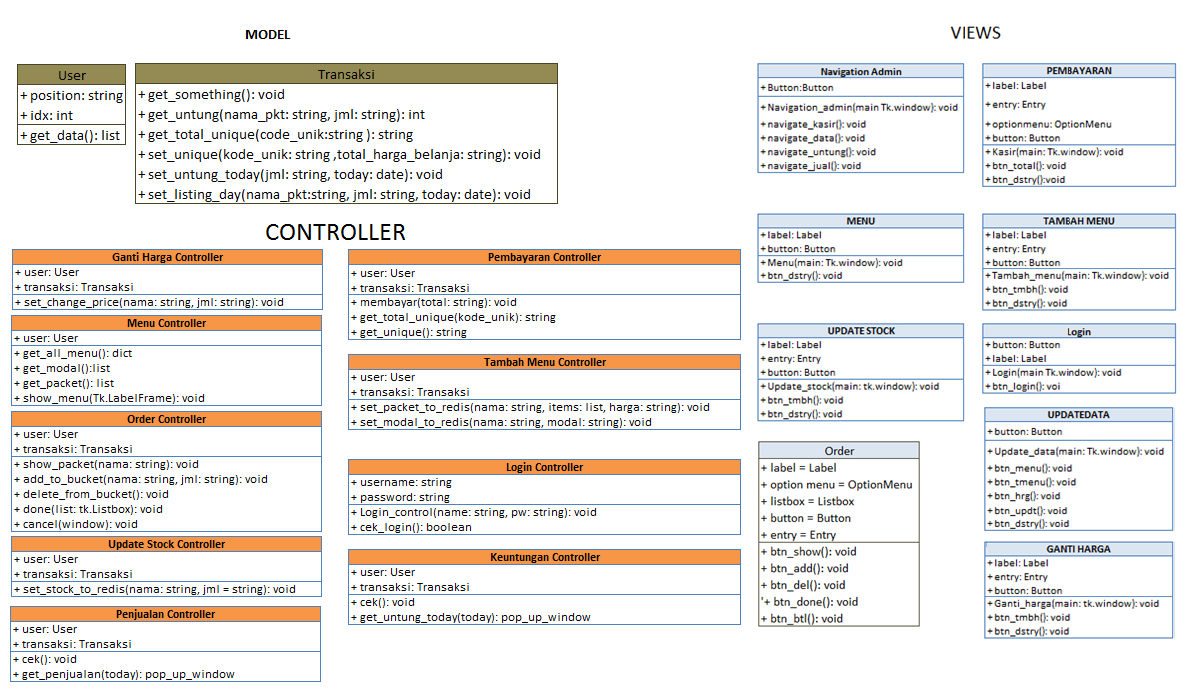 MODEL
User
+ position: string
+ idx: int
+ get_data(): list
Transaksi
+ get_something(): void
+ get_untung(nama_pkt: string, jml: string): int
+ get_total_unique(code_unik:string ): string
+ set_unique(kode_unik: string ,total_harga_belanja: string): void
+ set_untung_today(jml: string, today: date): void
+ set_listing_day(nama_pkt:string, jml: string, today: date): void
CONTROLLER
Ganti Harga Controller
+ user: User
+ transaksi: Transaksi
+ set_change_price(nama: string, jml: string): void
Menu Controller
+ user: User
+ get_all_menu(): dict
+ get_modal():list
+ get_packet(): list
+ show_menu(Tk.LabelFrame): void
Order Controller
+ user: User
+ transaksi: Transaksi
+ show_packet(nama: string): void
+ add_to_bucket(nama: string, jml: string): void
+ delete_from_bucket(): void
+ done(list: tk.Listbox): void
+ cancel(window): void
Update Stock Controller
+ user: User
+ transaksi: Transaksi
+ set_stock_to_redis(nama: string, jml = string): void
Penjualan Controller
+ user: User
+ transaksi: Transaksi
+ cek(): void
+ get_penjualan(today): pop_up_window
Pembayaran Controller
+ user: User
+ transaksi: Transaksi
+ membayar(total: string): void
+ get_total_unique(kode_unik): string
+ get_unique(): string
Tambah Menu Controller
+ user: User
+ transaksi: Transaksi
+ set_packet_to_redis(nama: string, items: list, harga: string): void
+ set_modal_to_redis(nama: string, modal: string): void
Login Controller
+ username: string
+ password: string
+ Login_control(name: string, pw: string): void
+ cek_login(): boolean
Keuntungan Controller
+ user: User
+ transaksi: Transaksi
+ cek(): void
+ get_untung_today(today): pop_up_window
VIEWS
Navigation Admin
+ Button:Button
+ Navigation_admin(main Tk.window): void
+ navigate_kasir(): void
+ navigate_data(): void
+ navigate_untung(): void
+ navigate_jual(): void
PEMBAYARAN
+ label: Label
+ entry: Entry
+ optionmenu: OptionMenu
+ button: Button
+ Kasir(main: Tk.window): void
+ btn_total(): void
+ btn_dstry():void
MENU
+ label: Label
+ button: Button
+ Menu(main: Tk.window): void
+ btn_dstry(): void
TAMBAH MENU
+ label: Label
+ entry: Entry
+ button: Button
+ Tambah_menu(main: Tk.window): void
+ btn_tmbh(): void
+ btn_dstry(): void
UPDATE STOCK
+ label: Label
+ entry: Entry
+ button: Button
+ Update_stock(main: tk.window): void
+ btn_tmbh(): void
+ btn_dstry(): void
Login
+ button: Button
+ label: Label
+ Login(main Tk.window): void
+ btn_login(): voi
Order
+ label = Label
+ option menu = OptionMenu
+ listbox = Listbox
+ button = Button
+ entry = Entry
+ btn_show(): void
+ btn_add(): void
+ btn_del(): void
'+ btn_done(): void
+ btn_btl(): void
UPDATEDATA
+ button: Button
+ Update_data(main: Tk.window): void
+ btn_menu(): void
+ btn_tmenu(): void
+ btn_hrg(): void
+ btn_updt(): void
+ btn_dstry(): void
GANTI HARGA
+ label: Label
+ entry: Entry
+ button: Button
+ Ganti_harga(main: tk.window): void
+ btn_tmbh(): void
+ btn_dstry(): void